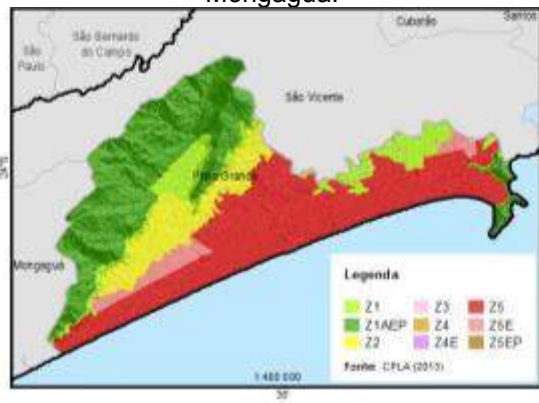 Mongaguá.
Cubatão
Santos
São Bernardo
do Campo
São
Paulo
São Vicente
24°S
Praia Grande
Mongaguá
Legenda
Z1 Z3 Z5
Z1AEP Z4 Z5E
Z2 Z4E Z5EP
Fonte: CPLA (2013)